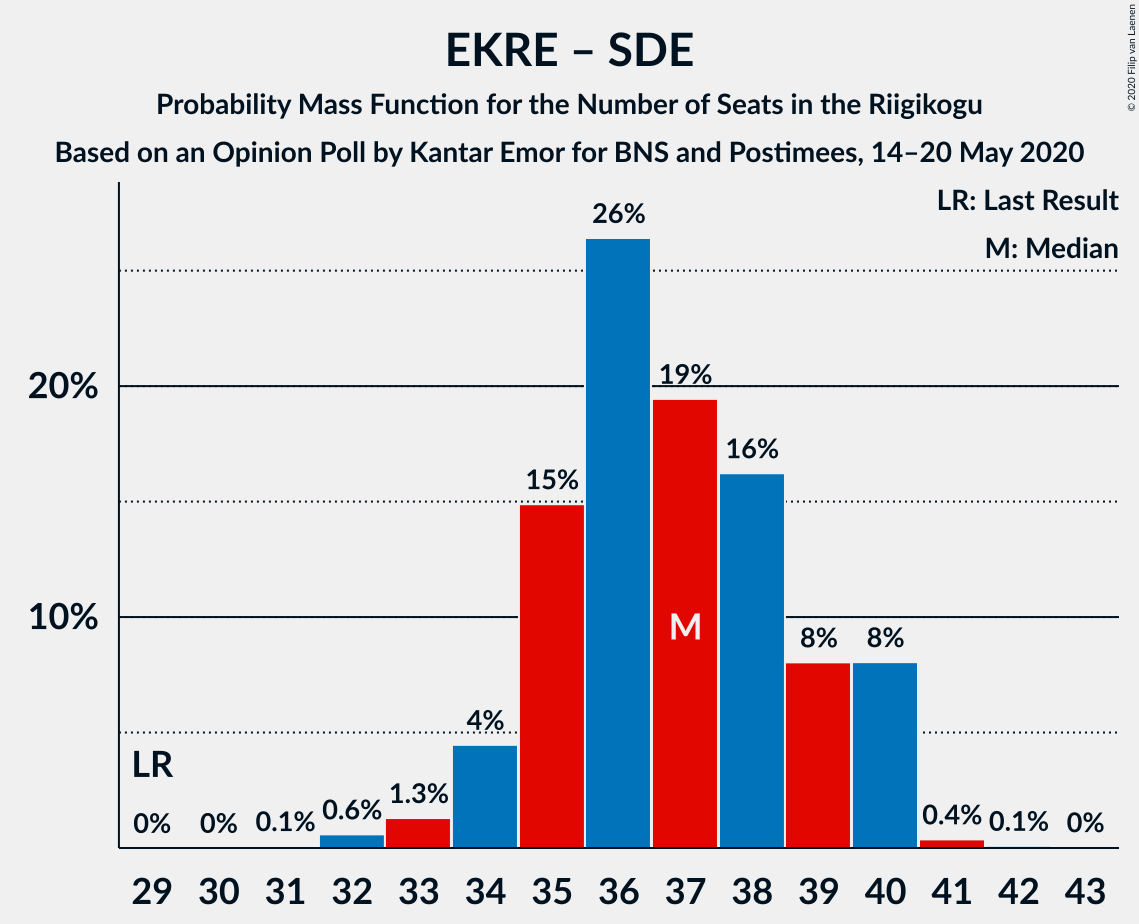 EKRE – SDE
Probability Mass Function for the Number of Seats in the Riigikogu
Based on an Opinion Poll by Kantar Emor for BNS and Postimees, 14–20 May 2020
© 2020 Filip van Laenen
LR: Last Result
M: Median
26%
20%
19%
16%
15%
10%
M
8% 8%
4%
LR
0% 0% 0.1% 0.6% 1.3% 0.4% 0.1% 0%
29 30 31 32 33 34 35 36 37 38 39 40 41 42 43